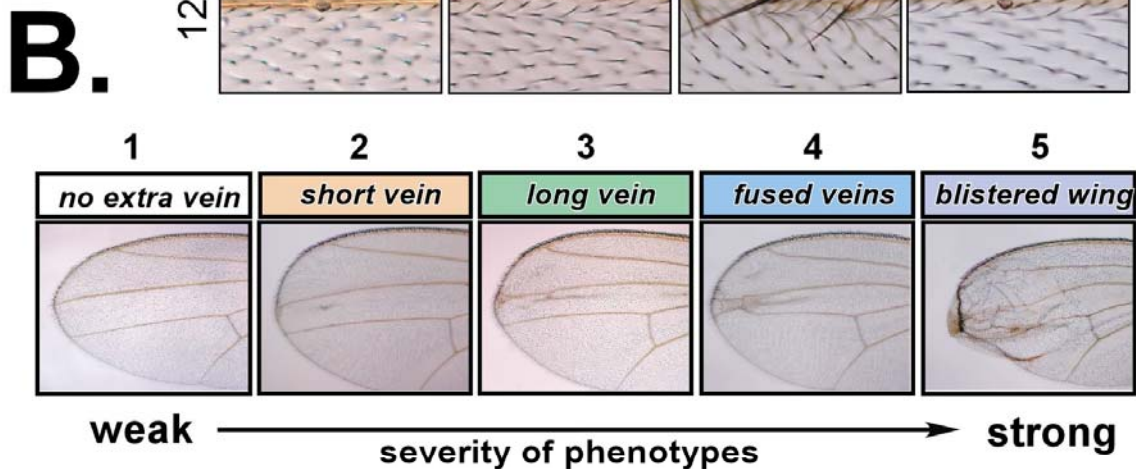 12
B.
1 2 3 4 5
no extra vein short vein long vein fused veins blistered wing
weak strong
severity of phenotypes